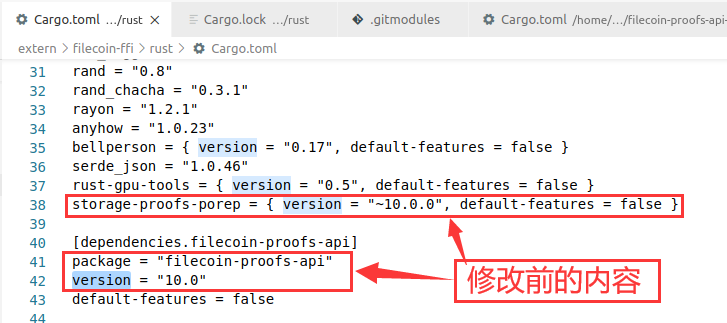 Cargo.toml .../rust
Cargo.lock .../rust
.gitmodules
Cargo.toml /home/.../filecoin-proofs-api-
extern > filecoin-ffi > rust > Cargo.toml
31 rand = "0.8"
32 rand_chacha = "0.3.1"
33 rayon = "1.2.1"
34 anyhow = "1.0.23"
35 bellperson = { version = "0.17", default-features = false }
36 serde_json = "1.0.46"
37 rust-gpu-tools = { version = "0.5", default-features = false }
38 storage-proofs-porep = { version = "~10.0.0", default-features = false }
39
40 [dependencies.filecoin-proofs-api]
41 package = "filecoin-proofs-api"
42 version = "10.0"
43 default-features = false
修改前的内容